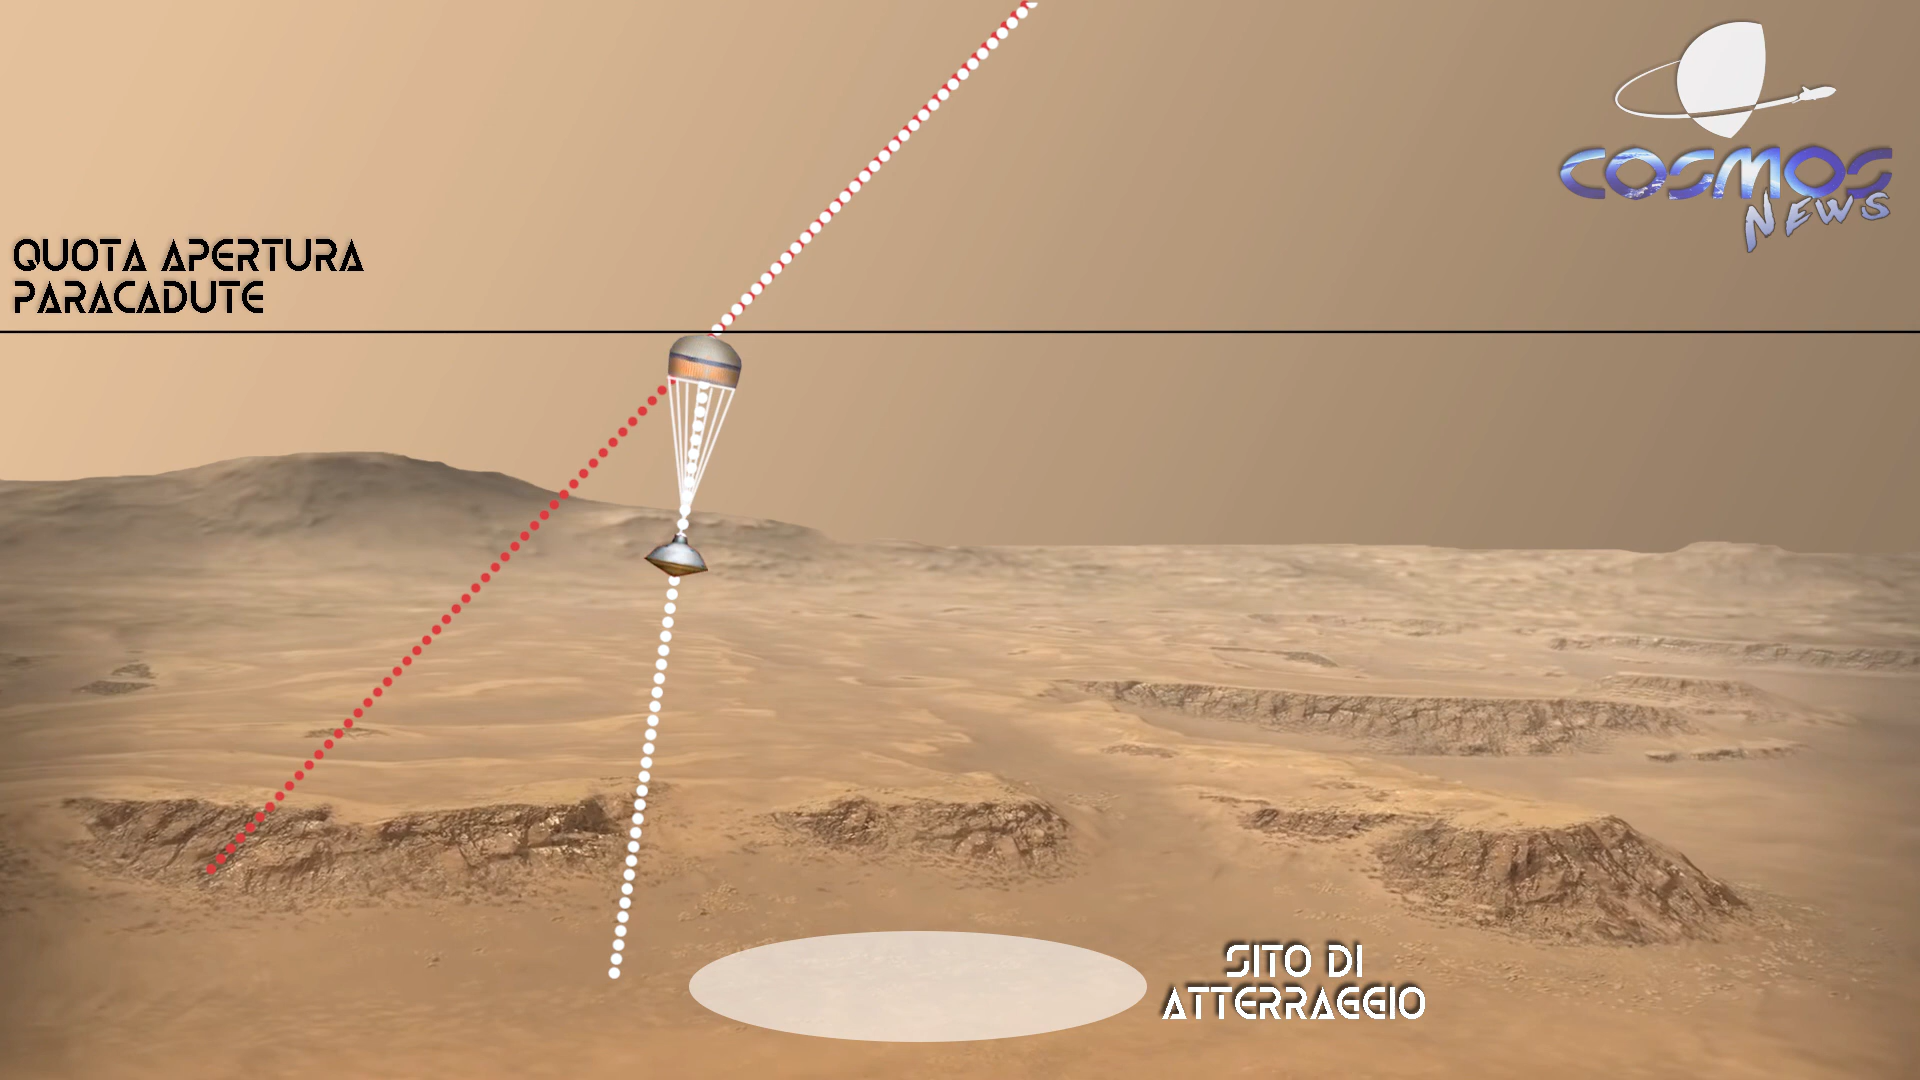 COSMOS
NEWS
QUOTA APERTURA
PARACADUTE
SITO DI
ATTERRAGGIO